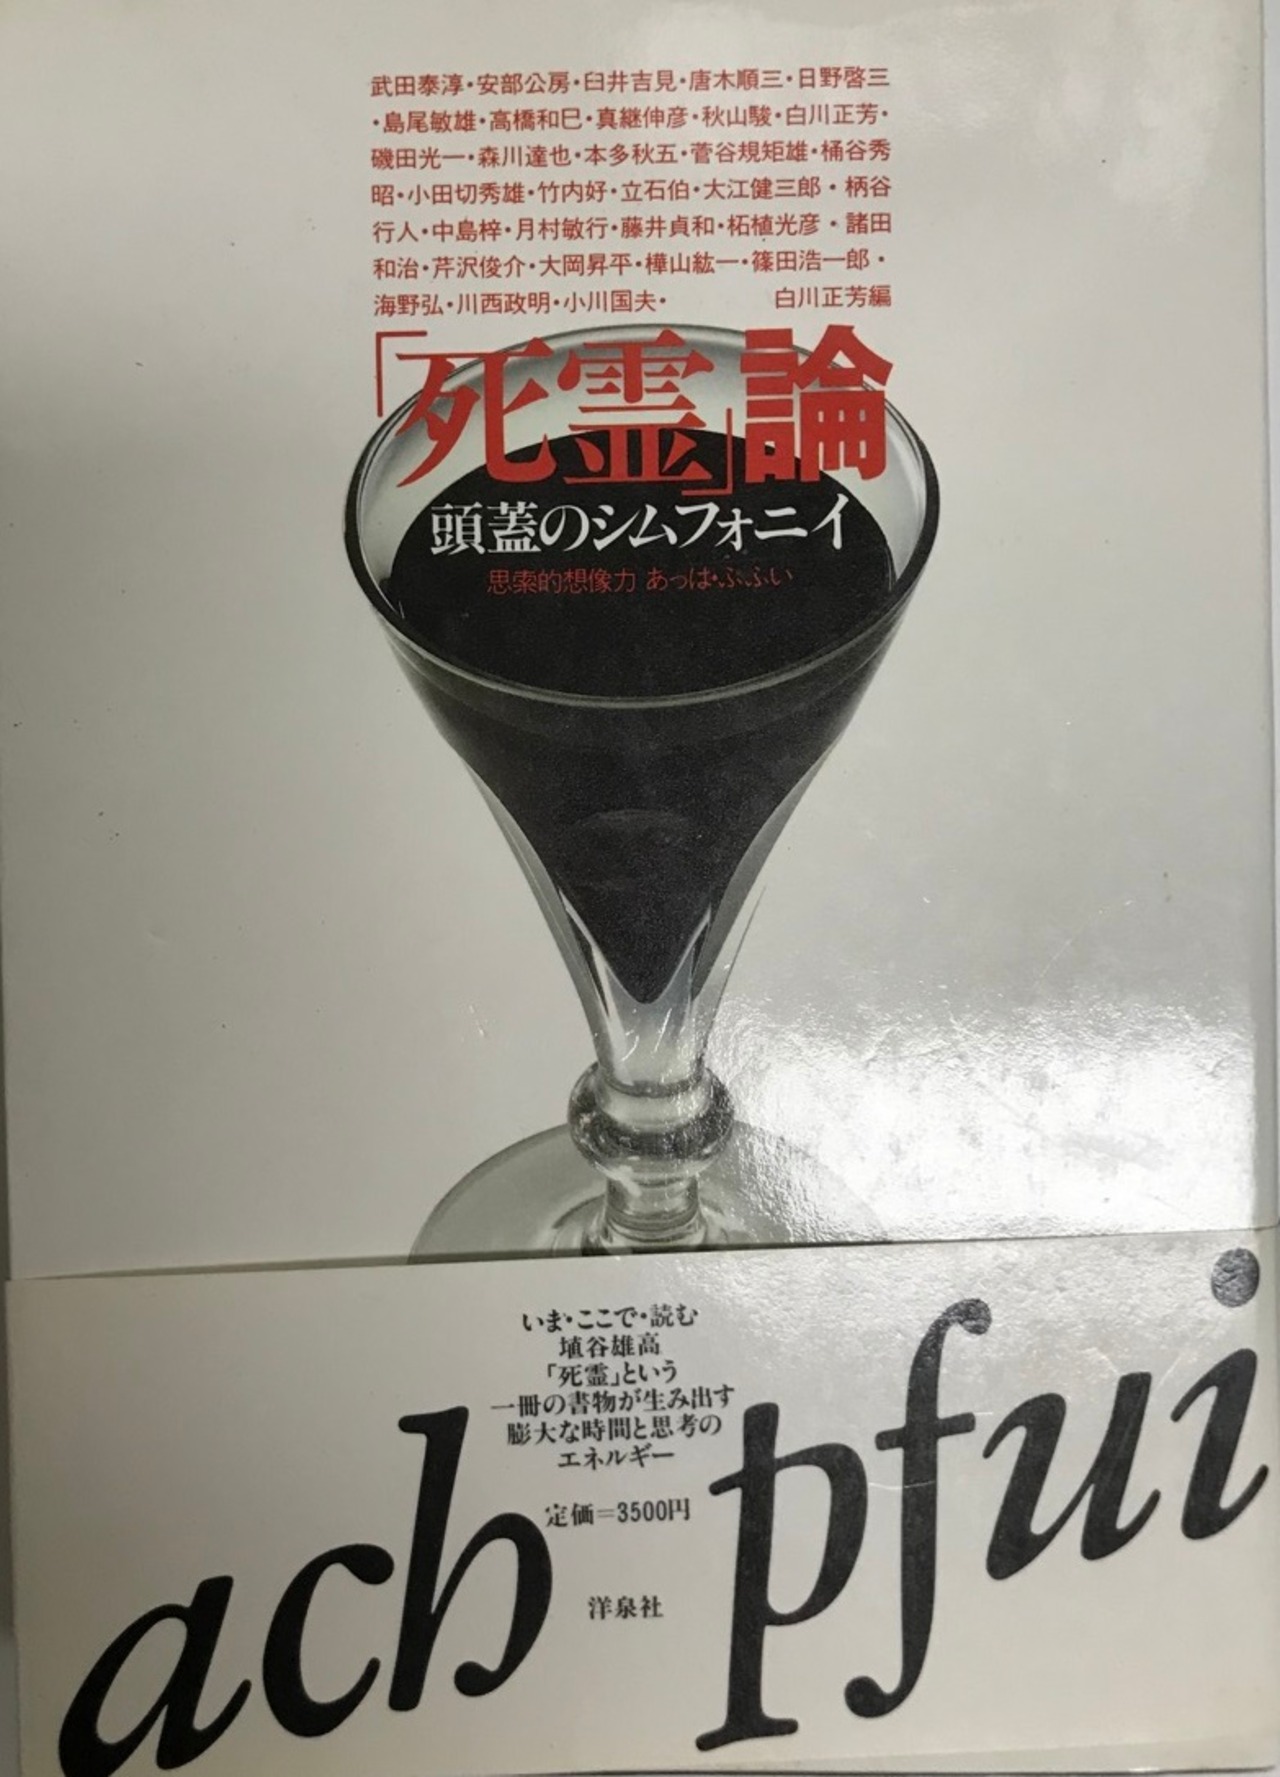 武田泰淳・安部公房・臼井吉見・唐木順三・日野啓三
・島尾敏雄・高橋和巳・真継伸彦・秋山駿・白川正芳・
磯田光一・森川達也・本多秋五・菅谷規矩雄・桶谷秀
昭・小田切秀雄・竹内好・立石伯・大江健三郎・柄谷
行人・中島梓・月村敏行・藤井貞和・柘植光彦・諸田
和治・芹沢俊介・大岡昇平・樺山紘一・篠田浩一郎・
海野弘・川西政明・小川国夫・ 白川正芳編
「死霊」論
頭蓋のシムフォニイ
思索的想像力 あっは・ぷふい
いま・ここで・読む
埴谷雄高
「死霊」という
一冊の書物が生み出す
膨大な時間と思考の
エネルギー
定価=3500円
洋泉社
ach pfui